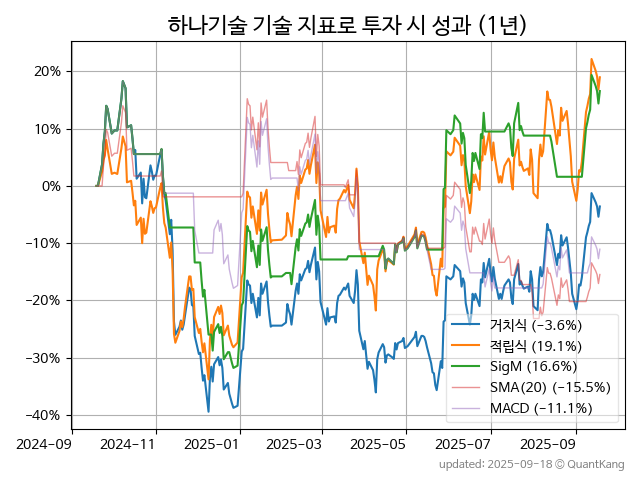 하나기술 기술 지표로 투자 시 성과 (1년)
20%
10%
0%
−10%
−20%
−30%
−40%
거치식 (−3.6%)
적립식 (19.1%)
SigM (16.6%)
SMA(20) (−15.5%)
MACD (−11.1%)
2024-09 2024-11 2025-01 2025-03 2025-05 2025-07 2025-09
updated: 2025-09-18 © QuantKang